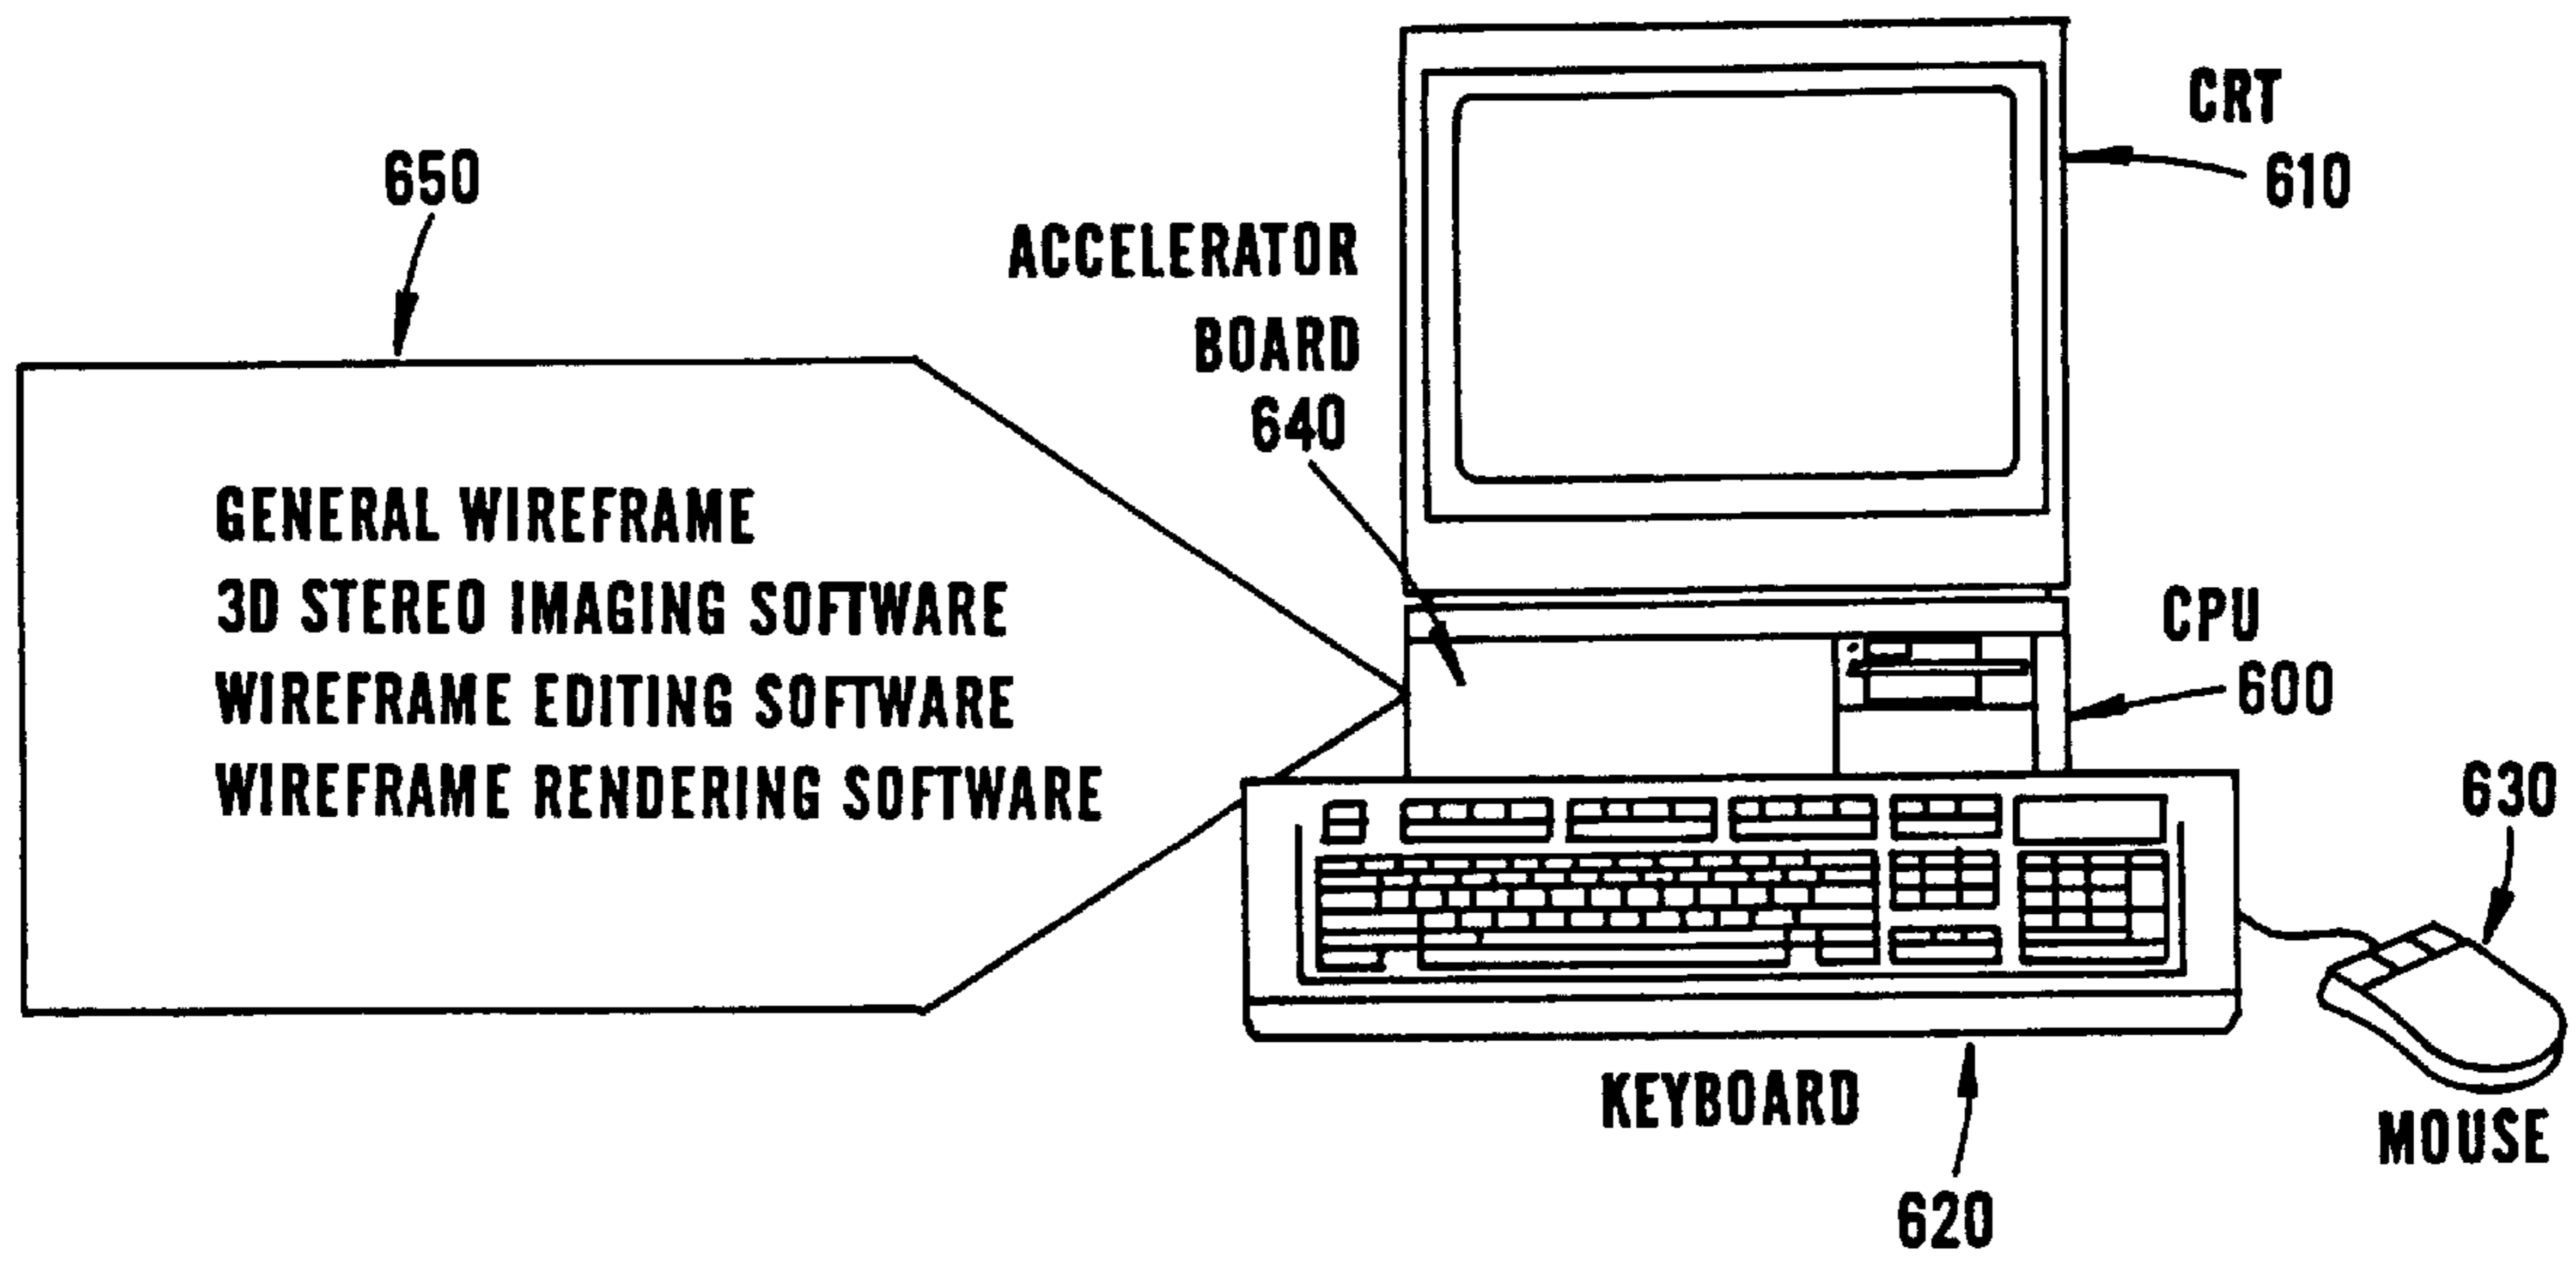 650
GENERAL WIREFRAME
3D STEREO IMAGING SOFTWARE
WIREFRAME EDITING SOFTWARE
WIREFRAME RENDERING SOFTWARE
ACCELERATOR
BOARD
640
CRT
610
CPU
600
630
MOUSE
KEYBOARD
620